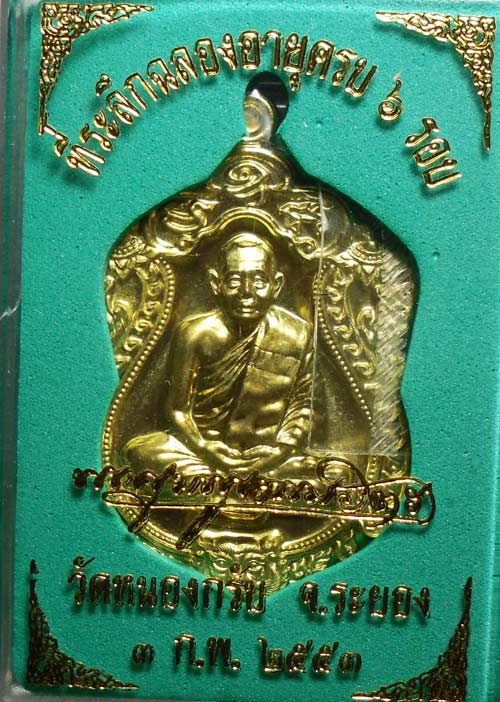 ที่ระลึกฉลองอายุครบ ๖ รอบ
วัดหนองกรับ จ.ระยอง
๓ ก.พ. ๒๕๕๓